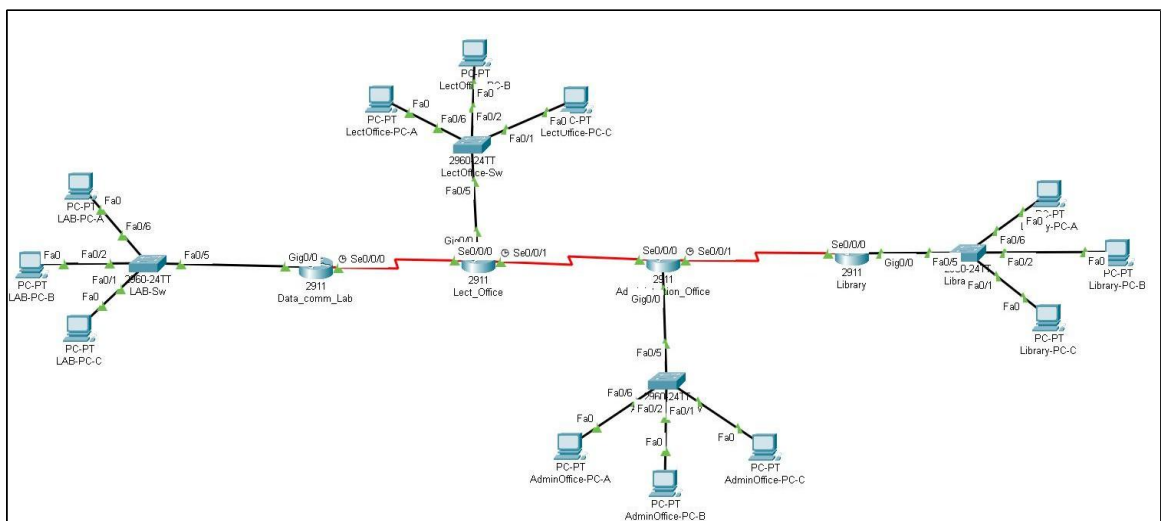 PC-PT
Fa0
Fa0/6
Fa0/2
PC-PT
LectOffice-PC-A
Fa0
Fa0/1
C-PT
2960-24TT
LectOffice-Sw
Fa0/5
Gig0/0
PC-PT
LAB-PC-A
Fa0
Fa0/6
Fa0
PC-PT
LAB-PC-B
Fa0/2
Fa0/1
Fa0
2960-24TT
LAB-Sw
Fa0/5
PC-PT
LAB-PC-C
Gig0/0
Se0/0/0
2911
Data_comm_Lab
Se0/0/0
Se0/0/1
2911
Lect_Office
Se0/0/0
Se0/0/1
2911
Gig0/0
Se0/0/0
2911
Library
Gig0/0
Fa0/5
Fa0/6
Fa0/2
Fa0/1
Fa0
Fa0
PC-PT
Library-PC-B
Fa0
PC-PT
Library-PC-C
Fa0/5
Fa0/6
Fa0/2
Fa0/1
Fa0
PC-PT
AdminOffice-PC-A
Fa0
PC-PT
AdminOffice-PC-B
Fa0
PC-PT
AdminOffice-PC-C